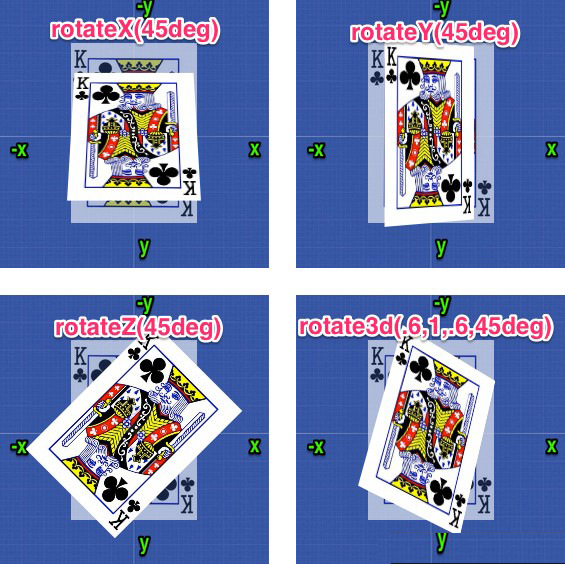 -y
rotateX(45deg)
K
K
-x
x
K
K
y
-y
rotateY(45deg)
K K
-x
x
K K
y
-y
rotateZ(45deg)
K
-x
x
K
y
-y
rotate3d(.6,1,.6,45deg)
K
K
-x
x
K
K
y